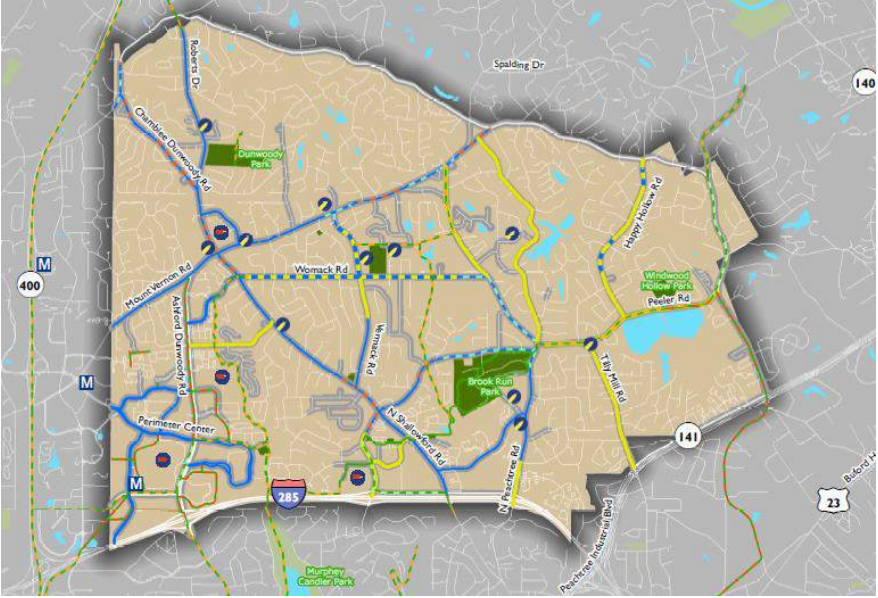 Roberts Dr
Spalding Dr
140
Chamblee Dunwoody Rd
Dunwoody
Park
Happy Hollow Rd
M
400
Mount Vernon Rd
Womack Rd
Windwood
Hollow Park
Peeler Rd
Ashford Dunwoody Rd
Vermack Rd
Tilly Mill Rd
M
Brook Run
Park
Perimeter Center
N Shallowford Rd
141
N Peachtree Rd
M
285
23
Buford H
Peachtree Industrial Blvd
Murphey
Candler Park